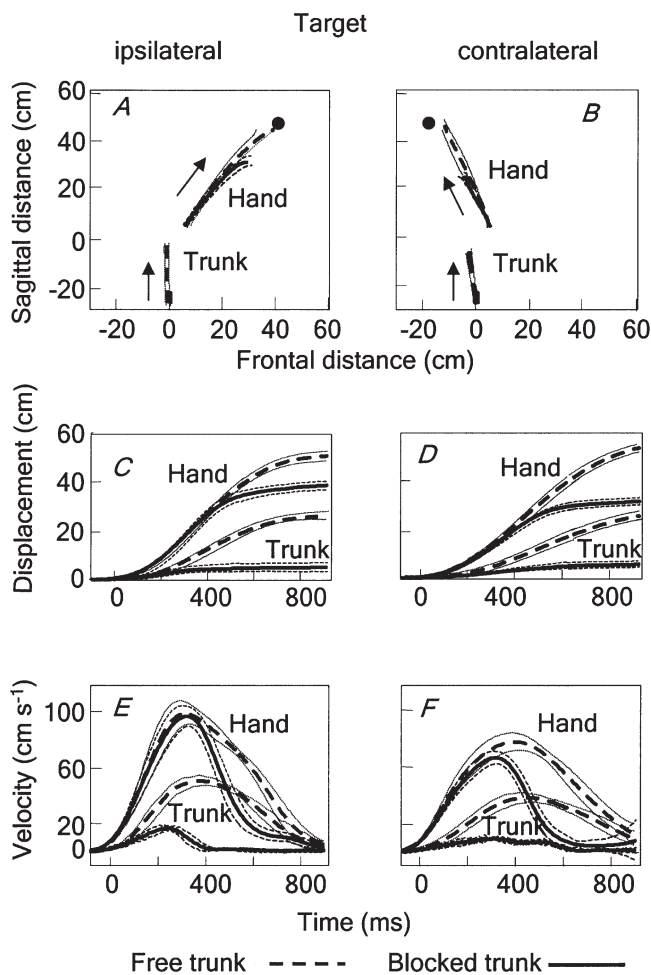 Target
ipsilateral contralateral
Sagittal distance (cm)
60
40
20
0
-20
A
Hand
Trunk
-20 0 20 40 60
B
Hand
Trunk
-20 0 20 40 60
Frontal distance (cm)
Displacement (cm)
60
40
20
0
C
Hand
Trunk
0 400 800
D
Hand
Trunk
0 400 800
Velocity (cm s⁻¹)
100
60
20
0
E
Hand
Trunk
0 400 800
F
Hand
Trunk
0 400 800
Time (ms)
Free trunk Blocked trunk